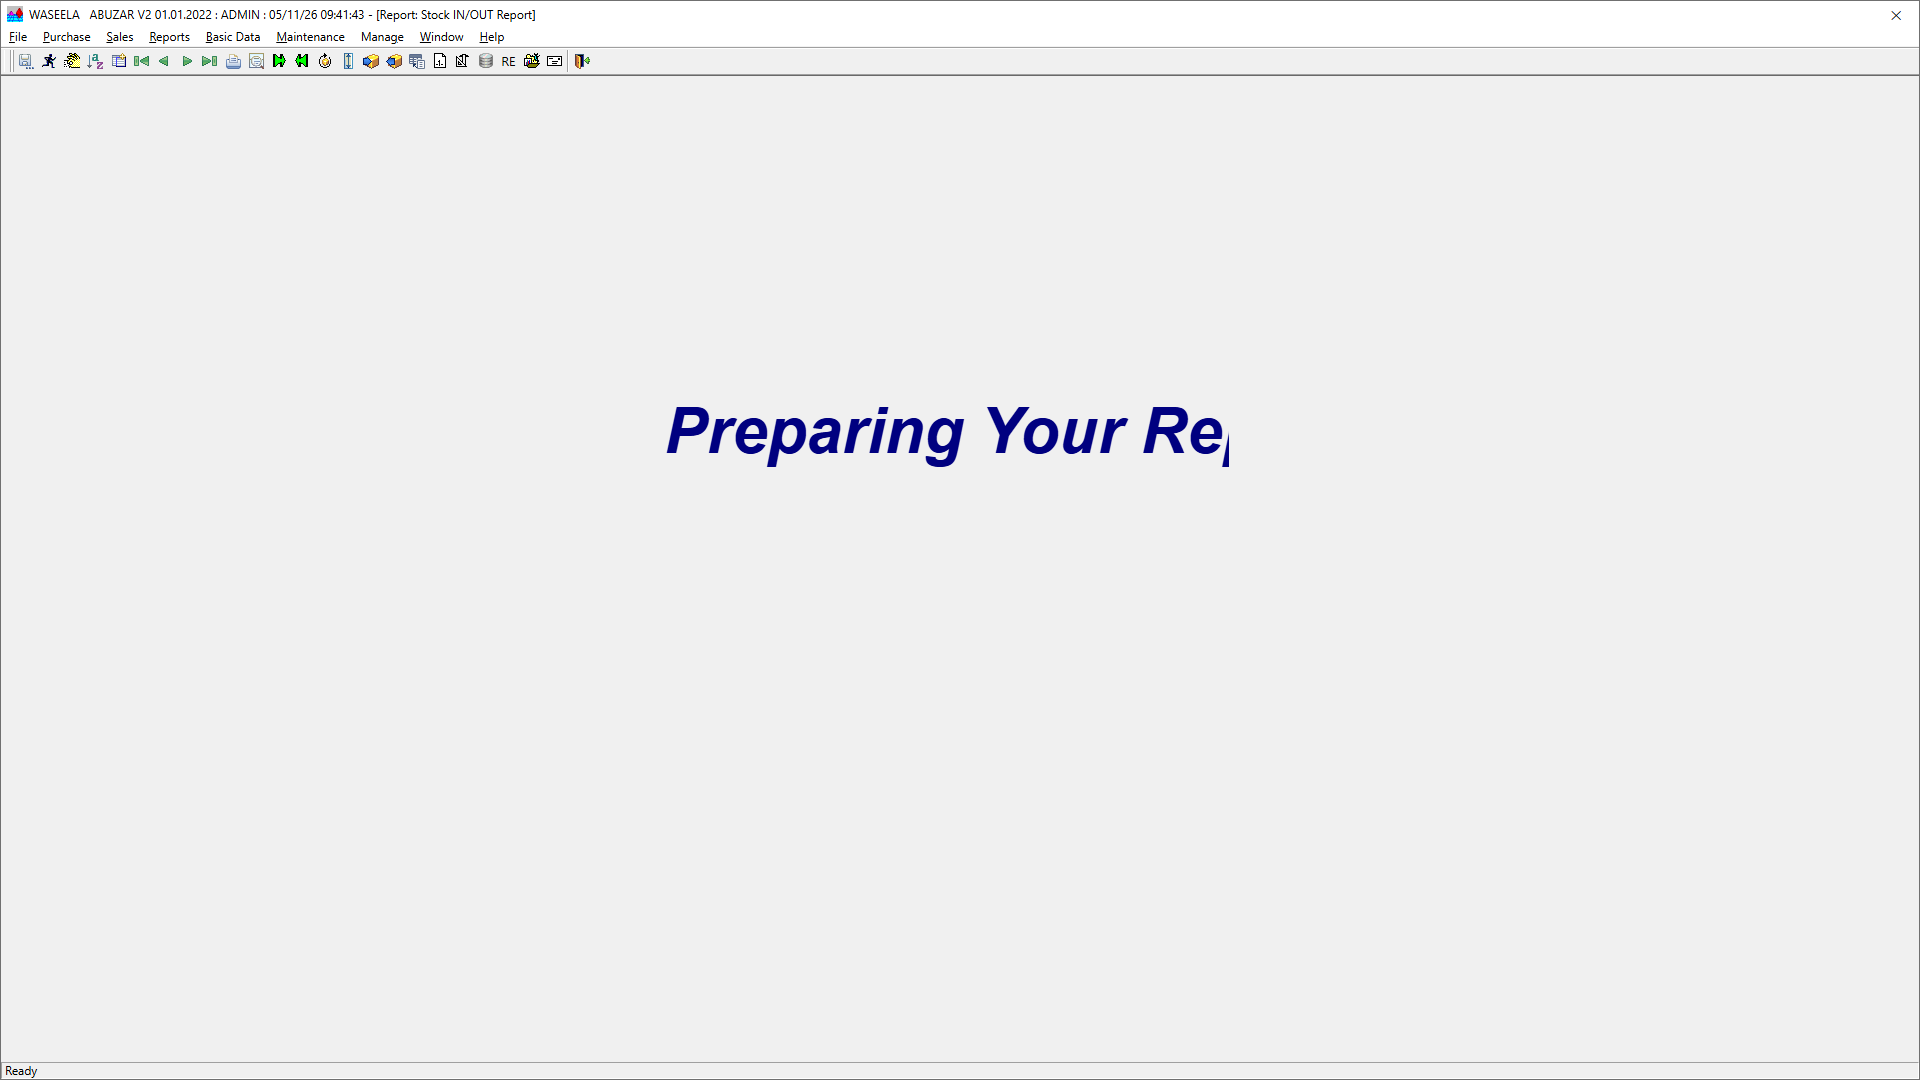 WASEELA   ABUZAR V2 01.01.2022 : ADMIN : 05/11/26 09:41:43 - [Report: Stock IN/OUT Report]
File Purchase Sales Reports Basic Data Maintenance Manage Window Help
RE
Preparing Your Rep
Ready